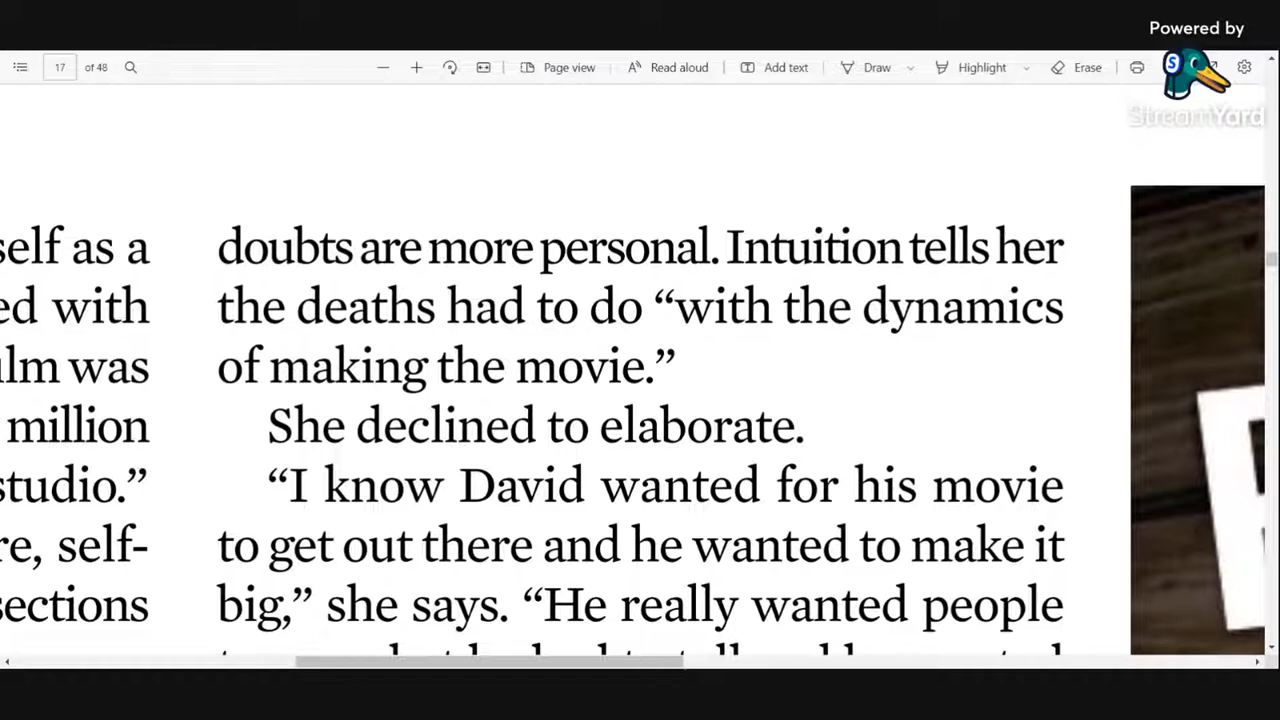 Powered by
17 of 48 Page view Read aloud Add text Draw Highlight Erase
StreamYard
self as a
ed with
ilm was
million
studio.”
re, self-
sections
doubts are more personal. Intuition tells her
the deaths had to do “with the dynamics
of making the movie.”
She declined to elaborate.
“I know David wanted for his movie
to get out there and he wanted to make it
big,” she says. “He really wanted people